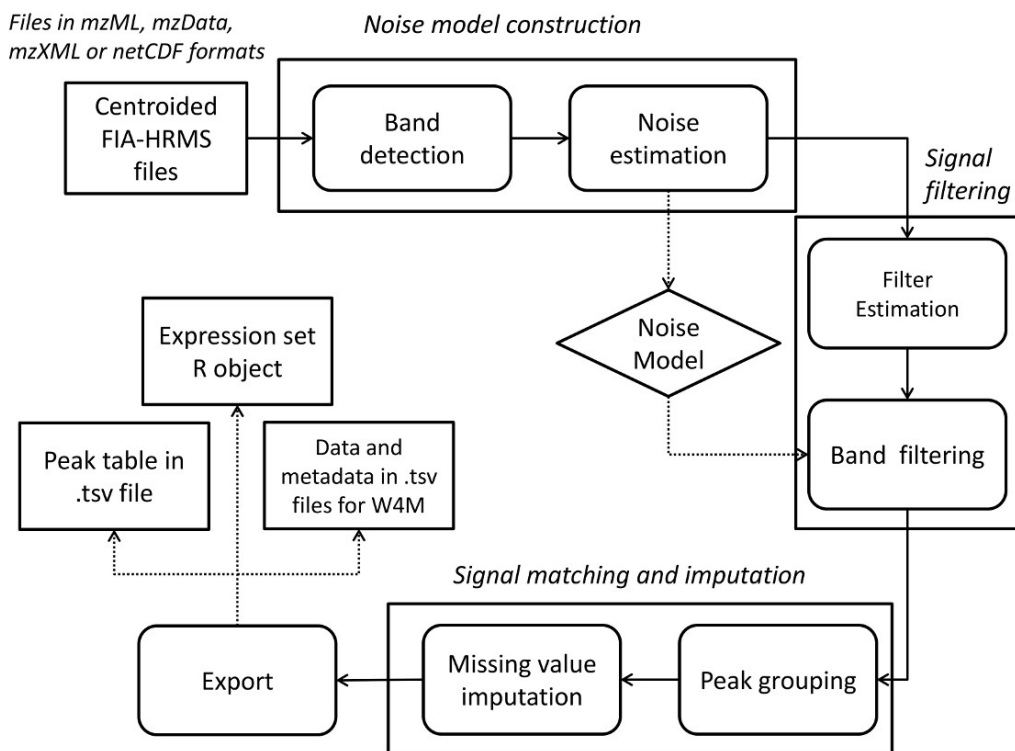 Files in mzML, mzData,
mzXML or netCDF formats
Noise model construction
Centroided
FIA-HRMS
files
Band
detection
Noise
estimation
Signal
filtering
Filter
Estimation
Noise
Model
Band filtering
Expression set
R object
Peak table in
.tsv file
Data and
metadata in .tsv
files for W4M
Signal matching and imputation
Export
Missing value
imputation
Peak grouping